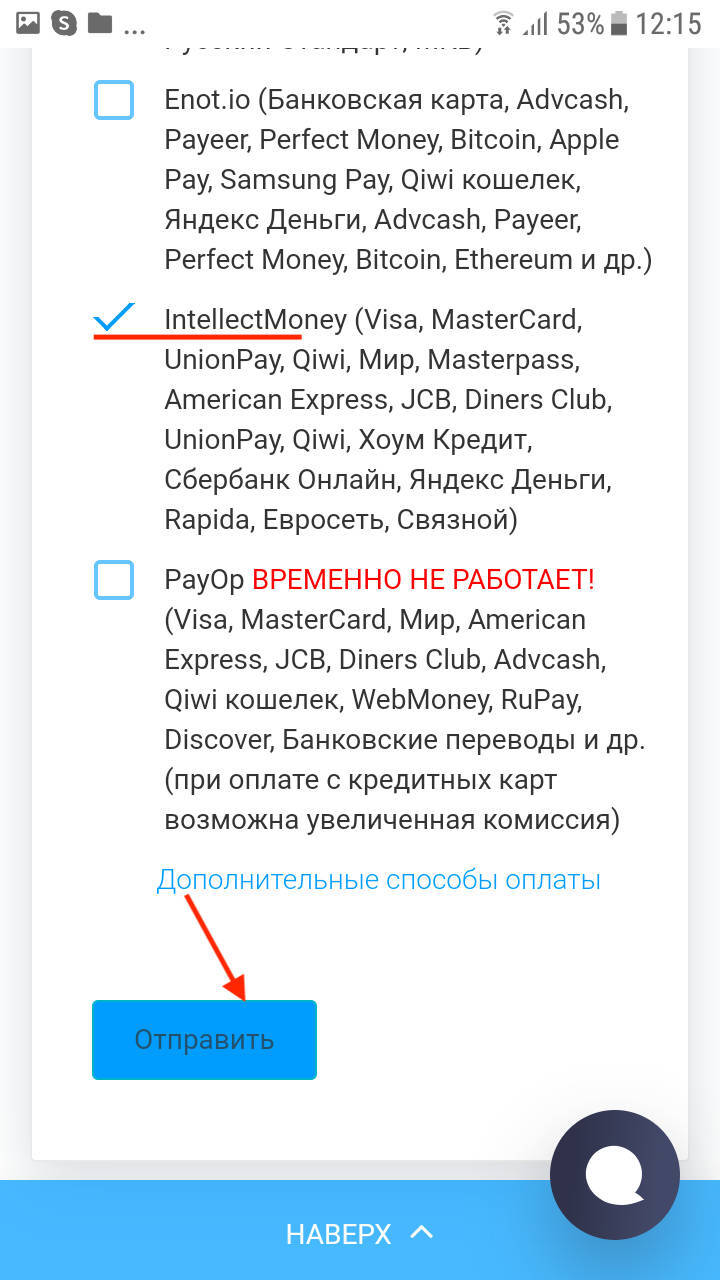 ... 53% 12:15
Enot.io (Банковская карта, Advcash,
Payeer, Perfect Money, Bitcoin, Apple
Pay, Samsung Pay, Qiwi кошелек,
Яндекс Деньги, Advcash, Payeer,
Perfect Money, Bitcoin, Ethereum и др.)
IntellectMoney (Visa, MasterCard,
UnionPay, Qiwi, Мир, Masterpass,
American Express, JCB, Diners Club,
UnionPay, Qiwi, Хоум Кредит,
Сбербанк Онлайн, Яндекс Деньги,
Rapida, Евросеть, Связной)
PayOp ВРЕМЕННО НЕ РАБОТАЕТ!
(Visa, MasterCard, Мир, American
Express, JCB, Diners Club, Advcash,
Qiwi кошелек, WebMoney, RuPay,
Discover, Банковские переводы и др.
(при оплате с кредитных карт
возможна увеличенная комиссия)
Дополнительные способы оплаты
Отправить
НАВЕРХ